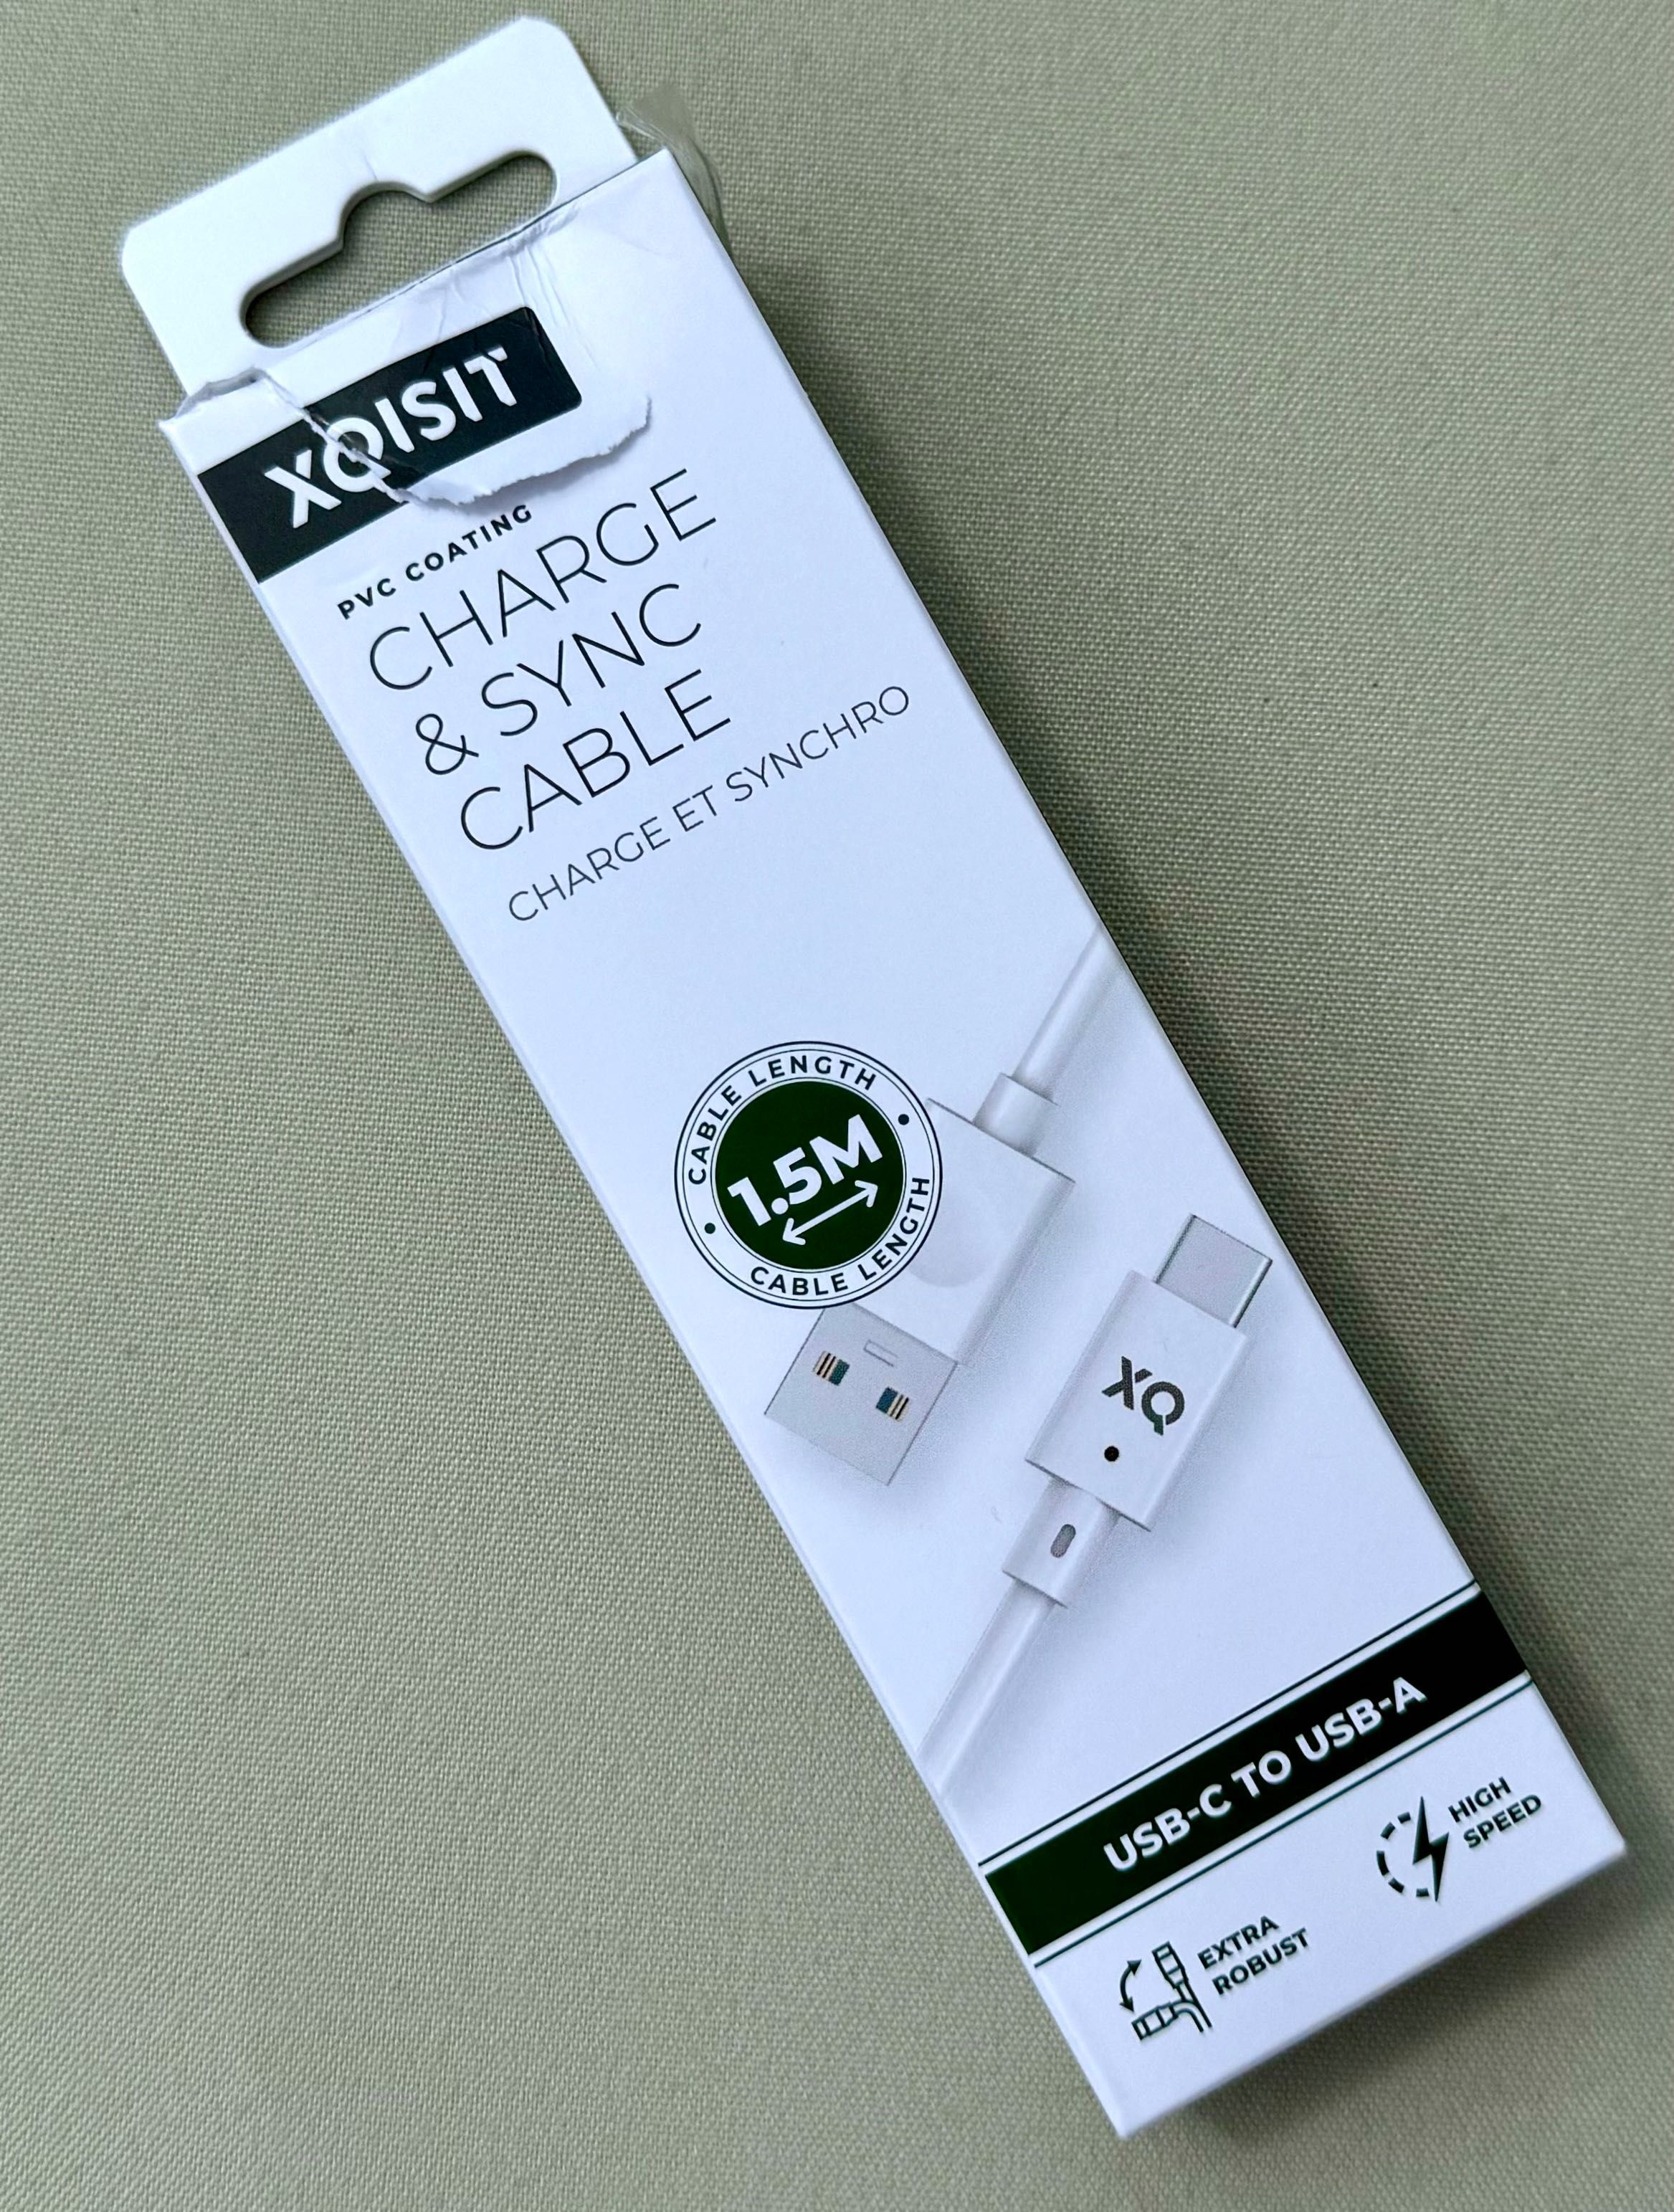 XQISIT
PVC COATING
CHARGE
& SYNC
CABLE
CHARGE ET SYNCHRO
CABLE LENGTH
1.5M
CABLE LENGTH
XQ
USB-C TO USB-A
EXTRA
ROBUST
HIGH
SPEED